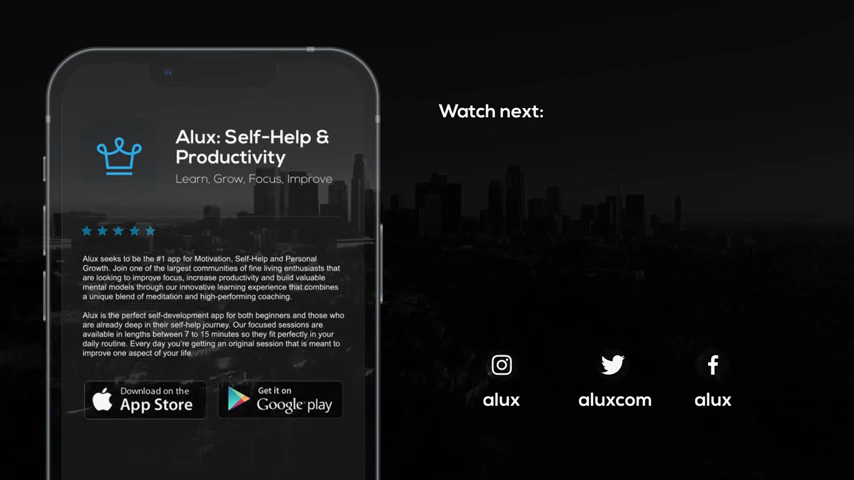 Alux: Self-Help &
Productivity
Learn, Grow, Focus, Improve
Alux seeks to be the #1 app for Motivation, Self-Help and Personal
Growth. Join one of the largest communities of fine living enthusiasts that
are looking to improve focus, increase productivity and build valuable
mental models through our innovative learning experience that combines
a unique blend of meditation and high-performing coaching.
Alux is the perfect self-development app for both beginners and those who
are already deep in their self-help journey. Our focused sessions are
available in lengths between 7 to 15 minutes so they fit perfectly in your
daily routine. Every day you're getting an original session that is meant to
improve one aspect of your life.
Download on the
App Store
Get it on
Google play
Watch next:
alux
aluxcom
alux